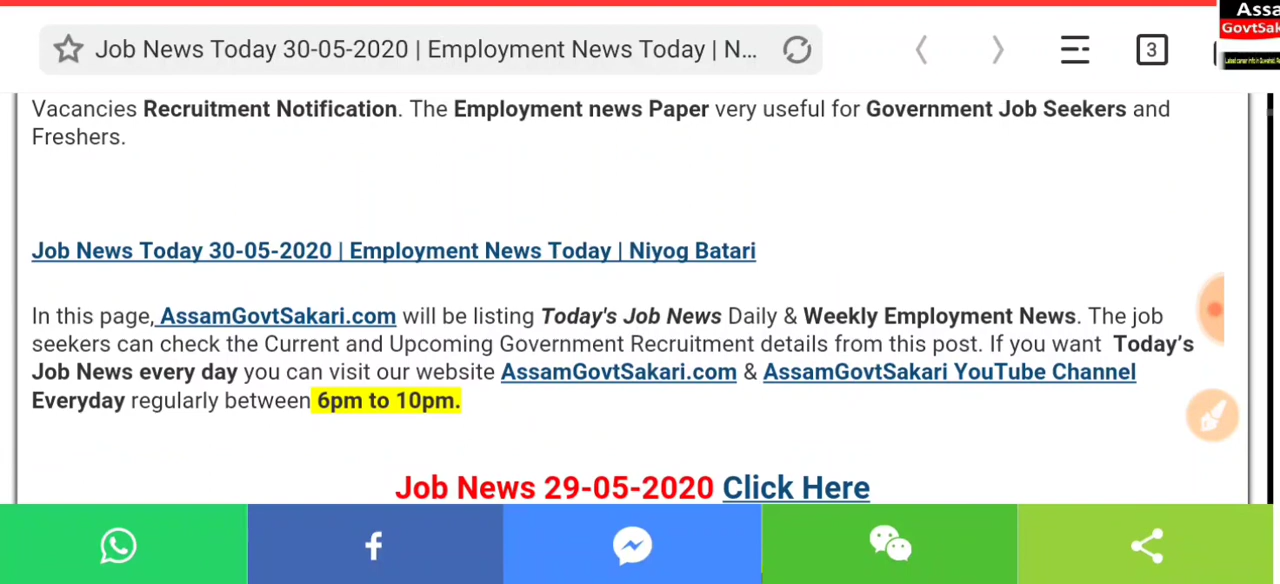 Assa
GovtSak
Job News Today 30-05-2020 | Employment News Today | N...
3
Vacancies Recruitment Notification. The Employment news Paper very useful for Government Job Seekers and
Freshers.
Job News Today 30-05-2020 | Employment News Today | Niyog Batari
In this page, AssamGovtSakari.com will be listing Today's Job News Daily & Weekly Employment News. The job
seekers can check the Current and Upcoming Government Recruitment details from this post. If you want Today’s
Job News every day you can visit our website AssamGovtSakari.com & AssamGovtSakari YouTube Channel
Everyday regularly between 6pm to 10pm.
Job News 29-05-2020 Click Here